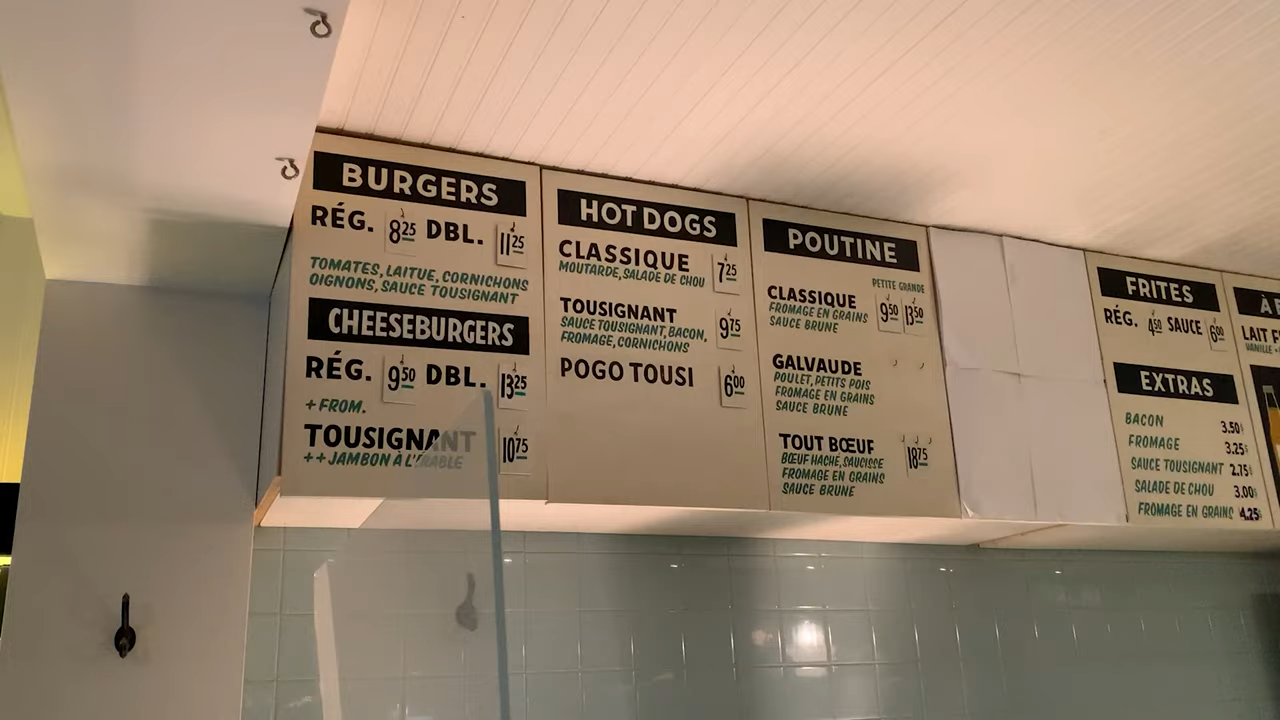 BURGERS
RÉG. 8 25 DBL. 11 25
TOMATES, LAITUE, CORNICHONS
OIGNONS, SAUCE TOUSIGNANT
CHEESEBURGERS
RÉG. 9 50 DBL. 13 25
+ FROM.
TOUSIGNANT 10 75
++ JAMBON À L'ÉRABLE
HOT DOGS
CLASSIQUE 7 25
MOUTARDE, SALADE DE CHOU
TOUSIGNANT 9 75
SAUCE TOUSIGNANT, BACON,
FROMAGE, CORNICHONS
POGO TOUSI 6 00
POUTINE
PETITE GRANDE
CLASSIQUE 9 50 13 50
FROMAGE EN GRAINS
SAUCE BRUNE
GALVAUDE
POULET, PETITS POIS
FROMAGE EN GRAINS
SAUCE BRUNE
TOUT BŒUF 18 75
BŒUF HACHÉ, SAUCISSE
FROMAGE EN GRAINS
SAUCE BRUNE
FRITES
RÉG. 4 50 SAUCE 6 00
EXTRAS
BACON 3.50$
FROMAGE 3.25$
SAUCE TOUSIGNANT 2.75$
SALADE DE CHOU 3.00$
FROMAGE EN GRAINS 4.25$
LAIT F
VANILLE